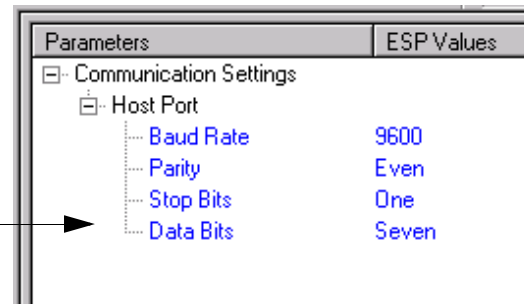 Parameters ESP Values
Communication Settings
Host Port
Baud Rate 9600
Parity Even
Stop Bits One
Data Bits Seven